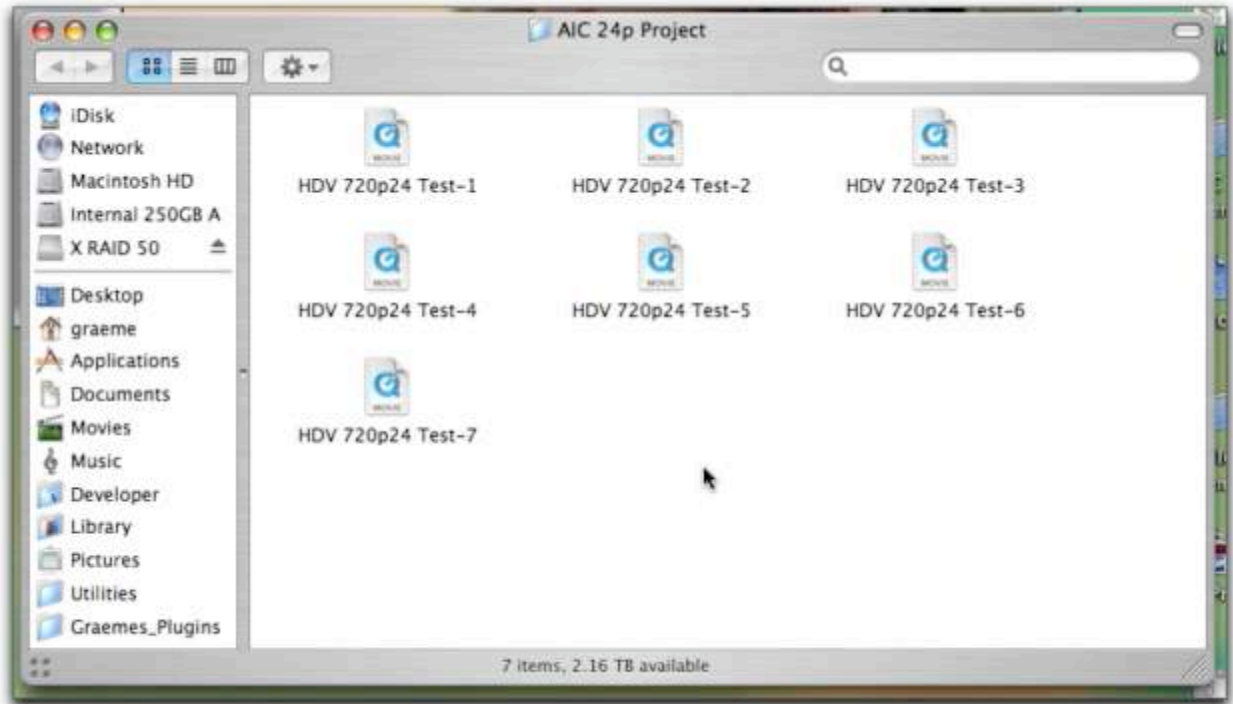 AIC 24p Project
iDisk
Network
Macintosh HD
Internal 250GB A
X RAID 50
Desktop
graeme
Applications
Documents
Movies
Music
Developer
Library
Pictures
Utilities
Graemes_Plugins
HDV 720p24 Test-1 HDV 720p24 Test-2 HDV 720p24 Test-3
HDV 720p24 Test-4 HDV 720p24 Test-5 HDV 720p24 Test-6
HDV 720p24 Test-7
7 items, 2.16 TB available